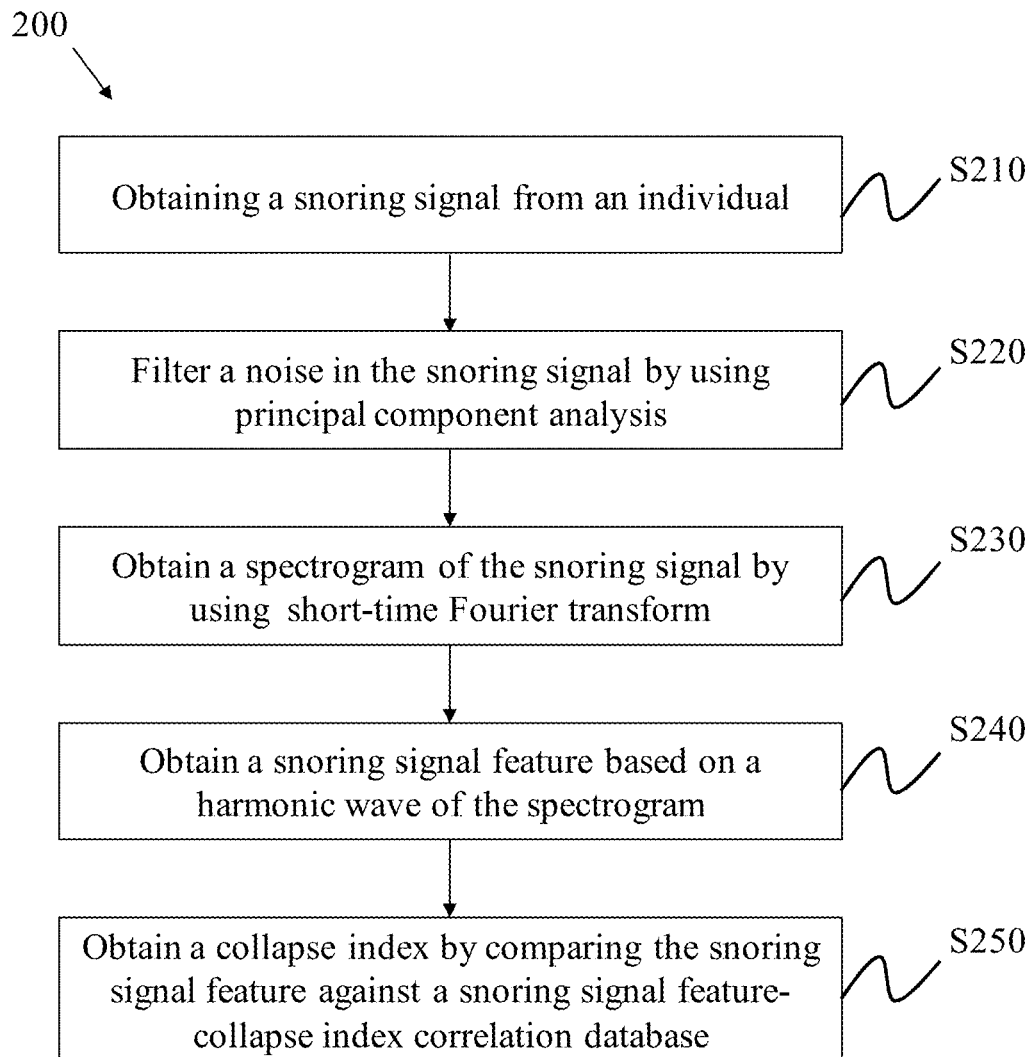 200
Obtaining a snoring signal from an individual
S210
Filter a noise in the snoring signal by using
principal component analysis
S220
Obtain a spectrogram of the snoring signal by
using short-time Fourier transform
S230
Obtain a snoring signal feature based on a
harmonic wave of the spectrogram
S240
Obtain a collapse index by comparing the snoring
signal feature against a snoring signal feature-
collapse index correlation database
S250